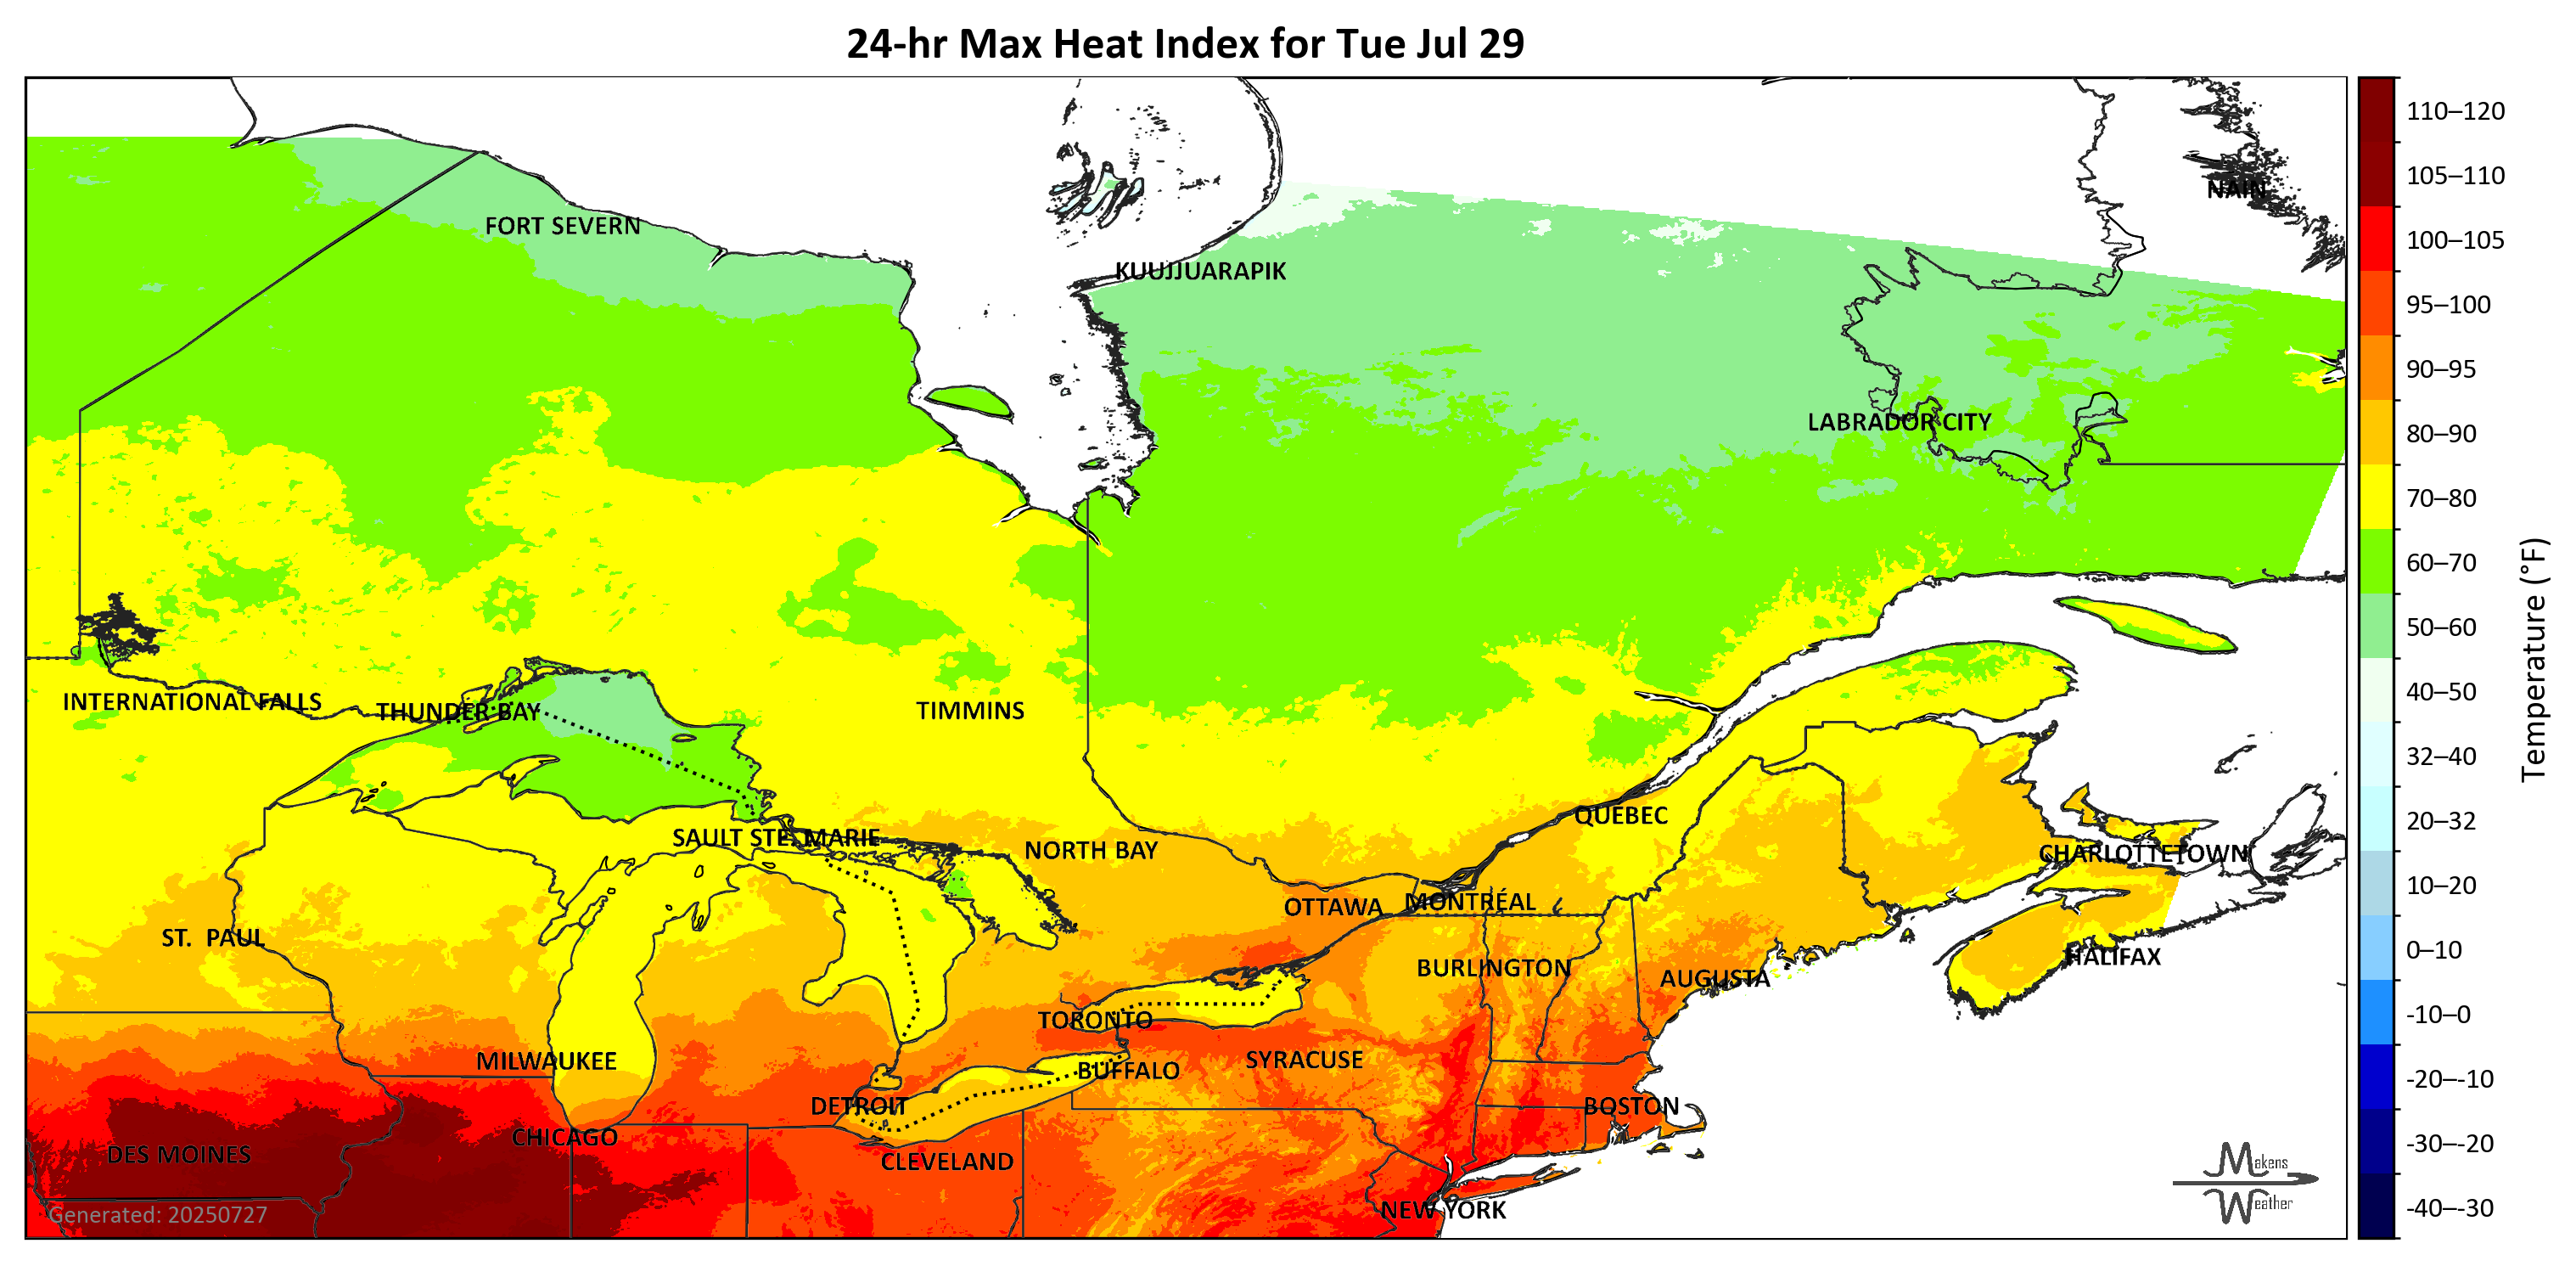 24-hr Max Heat Index for Tue Jul 29
NAIN
FORT SEVERN
KUUJJUARAPIK
LABRADOR CITY
INTERNATIONAL FALLS
THUNDER BAY
TIMMINS
QUEBEC
SAULT STE. MARIE
NORTH BAY
CHARLOTTETOWN
OTTAWA
MONTRÉAL
ST.  PAUL
HALIFAX
BURLINGTON
AUGUSTA
TORONTO
MILWAUKEE
SYRACUSE
BUFFALO
DETROIT
BOSTON
CHICAGO
DES MOINES
CLEVELAND
NEW YORK
Generated: 20250727
Makens
Weather
110–120
105–110
100–105
95–100
90–95
80–90
70–80
60–70
50–60
40–50
32–40
20–32
10–20
0–10
-10–0
-20–-10
-30–-20
-40–-30
Temperature (°F)